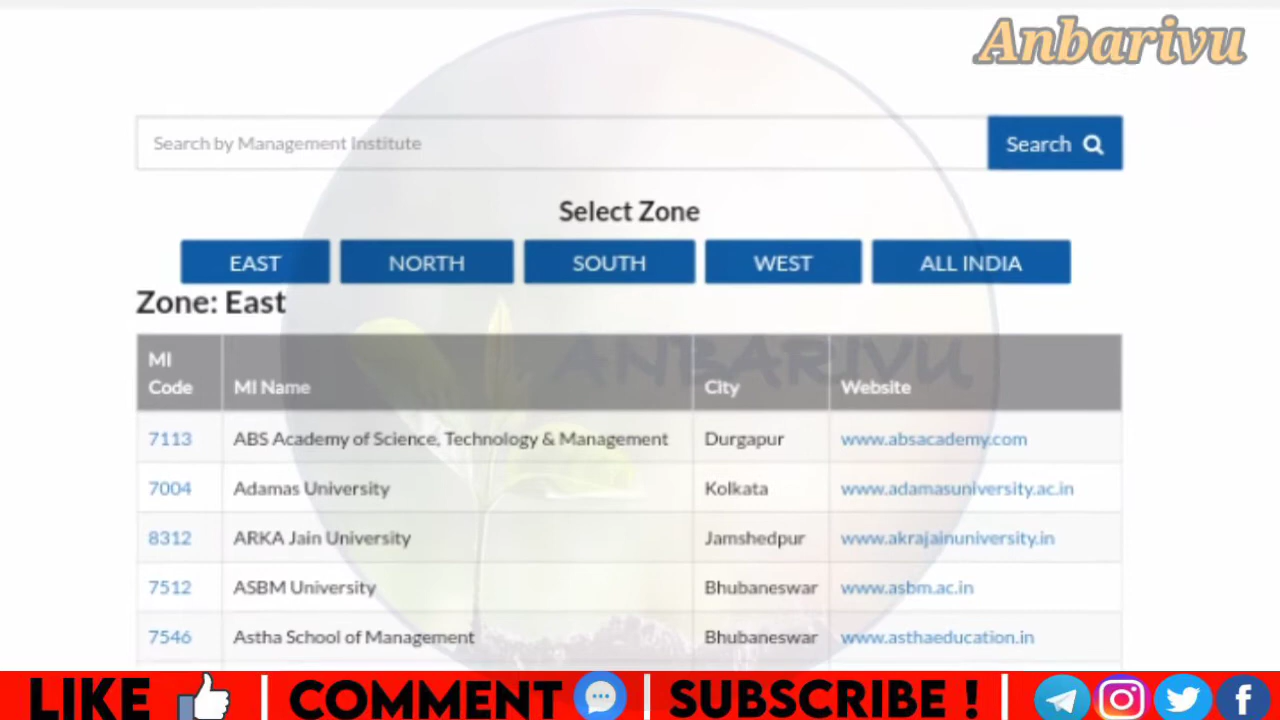 Anbarivu
Search by Management Institute
Search
Select Zone
EAST NORTH SOUTH WEST ALL INDIA
Zone: East
ANBARIVU
MI Code MI Name City Website
7113 ABS Academy of Science, Technology & Management Durgapur www.absacademy.com
7004 Adamas University Kolkata www.adamasuniversity.ac.in
8312 ARKA Jain University Jamshedpur www.akrajainuniversity.in
7512 ASBM University Bhubaneswar www.asbm.ac.in
7546 Astha School of Management Bhubaneswar www.asthaeducation.in
LIKE | COMMENT | SUBSCRIBE ! |